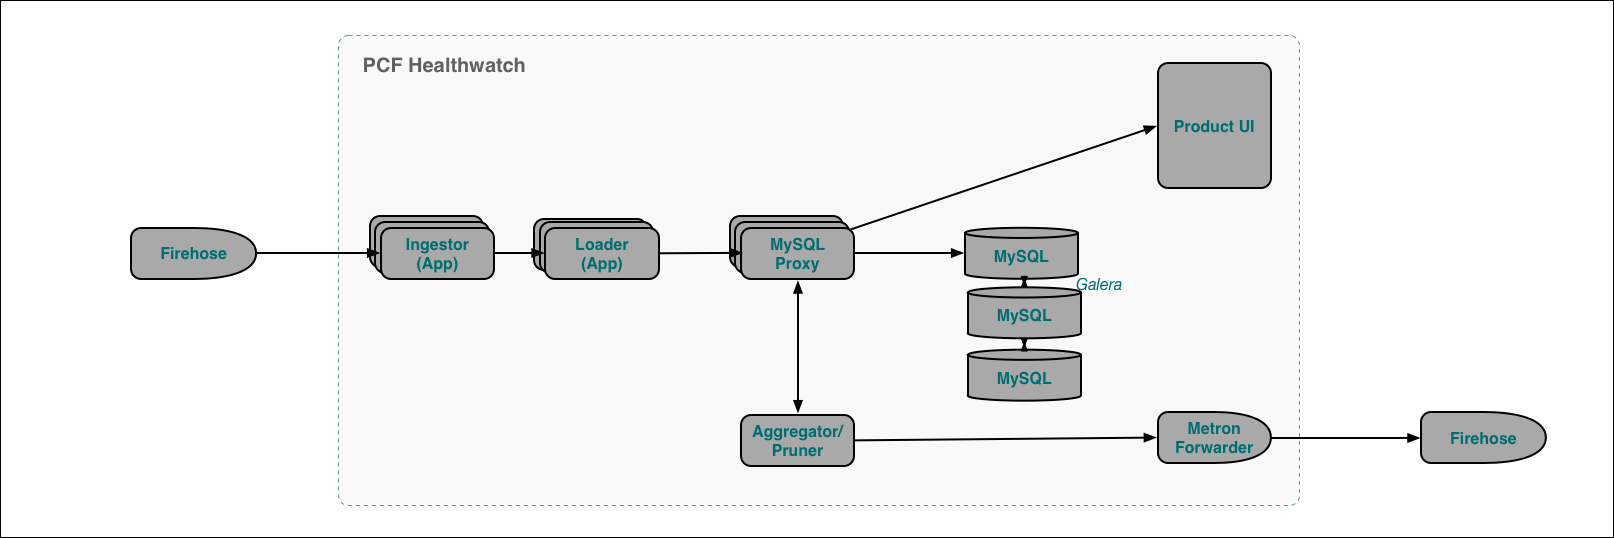 PCF Healthwatch
Product UI
Firehose
Ingestor
(App)
Loader
(App)
MySQL
Proxy
MySQL
Galera
MySQL
MySQL
Aggregator/
Pruner
Metron
Forwarder
Firehose